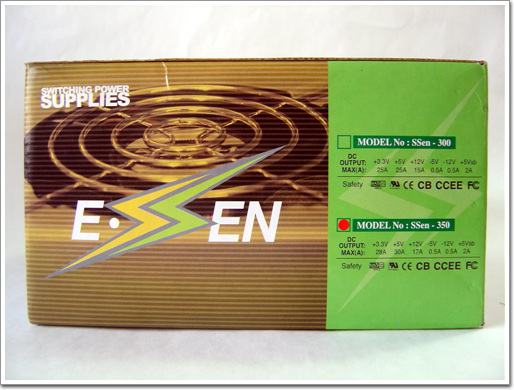 SWITCHING POWER
SUPPLIES
E·SSEN
MODEL No : SSen - 300
DC OUTPUT MAX(A):
+3.3V +5V +12V -5V -12V +5Vsb
25A 25A 15A 0.5A 0.5A 2A
Safety CE CB CCEE FC
MODEL No : SSen - 350
DC OUTPUT MAX(A):
+3.3V +5V +12V -5V -12V +5Vsb
28A 30A 17A 0.5A 0.5A 2A
Safety CE CB CCEE FC